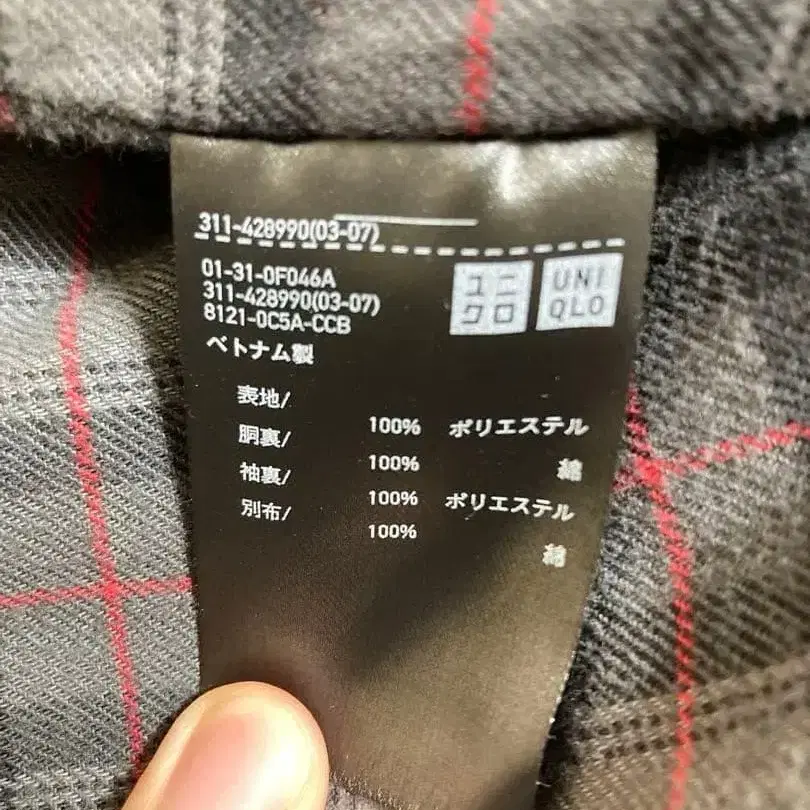 311-428990(03-07)
01-31-0F046A
311-428990(03-07)
8121-0C5A-CCB
ユニ
クロ
UNI
QLO
ベトナム製
表地/ 100% ポリエステル
胴裏/ 100% 綿
袖裏/ 100% ポリエステル
別布/ 100% 綿